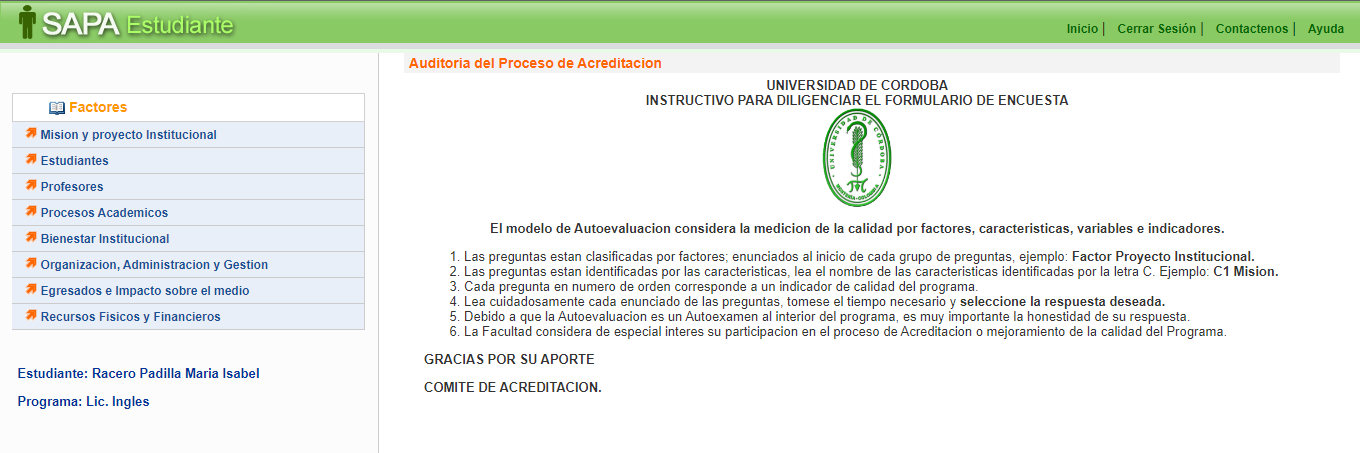 SAPA Estudiante
Inicio | Cerrar Sesión | Contactenos | Ayuda
Factores
Mision y proyecto Institucional
Estudiantes
Profesores
Procesos Academicos
Bienestar Institucional
Organizacion, Administracion y Gestion
Egresados e Impacto sobre el medio
Recursos Fisicos y Financieros
Estudiante: Racero Padilla Maria Isabel
Programa: Lic. Ingles
Auditoria del Proceso de Acreditacion
UNIVERSIDAD DE CORDOBA
INSTRUCTIVO PARA DILIGENCIAR EL FORMULARIO DE ENCUESTA
UNIVERSIDAD DE CÓRDOBA
MONTERÍA-COLOMBIA
El modelo de Autoevaluacion considera la medicion de la calidad por factores, caracteristicas, variables e indicadores.
1. Las preguntas estan clasificadas por factores; enunciados al inicio de cada grupo de preguntas, ejemplo: Factor Proyecto Institucional.
2. Las preguntas estan identificadas por las caracteristicas, lea el nombre de las caracteristicas identificadas por la letra C. Ejemplo: C1 Mision.
3. Cada pregunta en numero de orden corresponde a un indicador de calidad del programa.
4. Lea cuidadosamente cada enunciado de las preguntas, tomese el tiempo necesario y seleccione la respuesta deseada.
5. Debido a que la Autoevaluacion es un Autoexamen al interior del programa, es muy importante la honestidad de su respuesta.
6. La Facultad considera de especial interes su participacion en el proceso de Acreditacion o mejoramiento de la calidad del Programa.
GRACIAS POR SU APORTE
COMITE DE ACREDITACION.